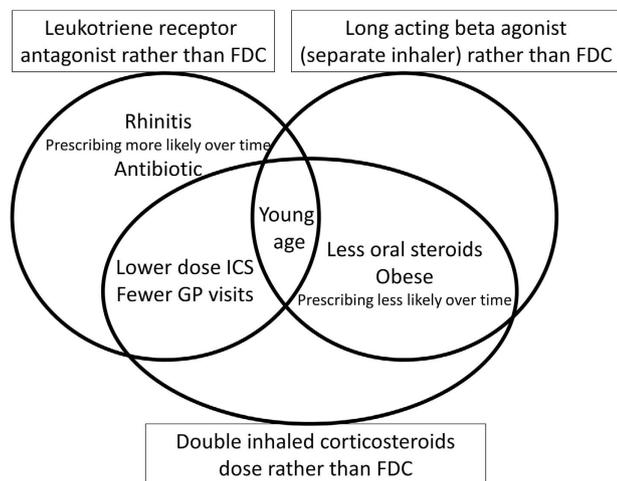 Leukotriene receptor
antagonist rather than FDC
Long acting beta agonist
(separate inhaler) rather than FDC
Rhinitis
Prescribing more likely over time
Antibiotic
Young
age
Lower dose ICS
Fewer GP visits
Less oral steroids
Obese
Prescribing less likely over time
Double inhaled corticosteroids
dose rather than FDC